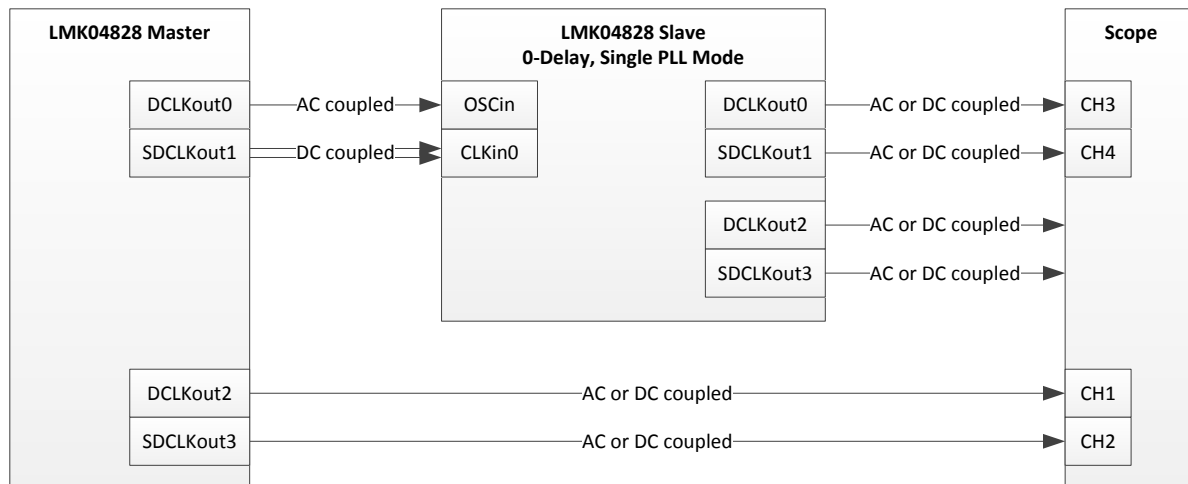 LMK04828 Master
LMK04828 Slave
0-Delay, Single PLL Mode
Scope
DCLKout0
AC coupled
OSCin
DCLKout0
AC or DC coupled
CH3
SDCLKout1
DC coupled
CLKin0
SDCLKout1
AC or DC coupled
CH4
DCLKout2
AC or DC coupled
SDCLKout3
AC or DC coupled
DCLKout2
AC or DC coupled
CH1
SDCLKout3
AC or DC coupled
CH2